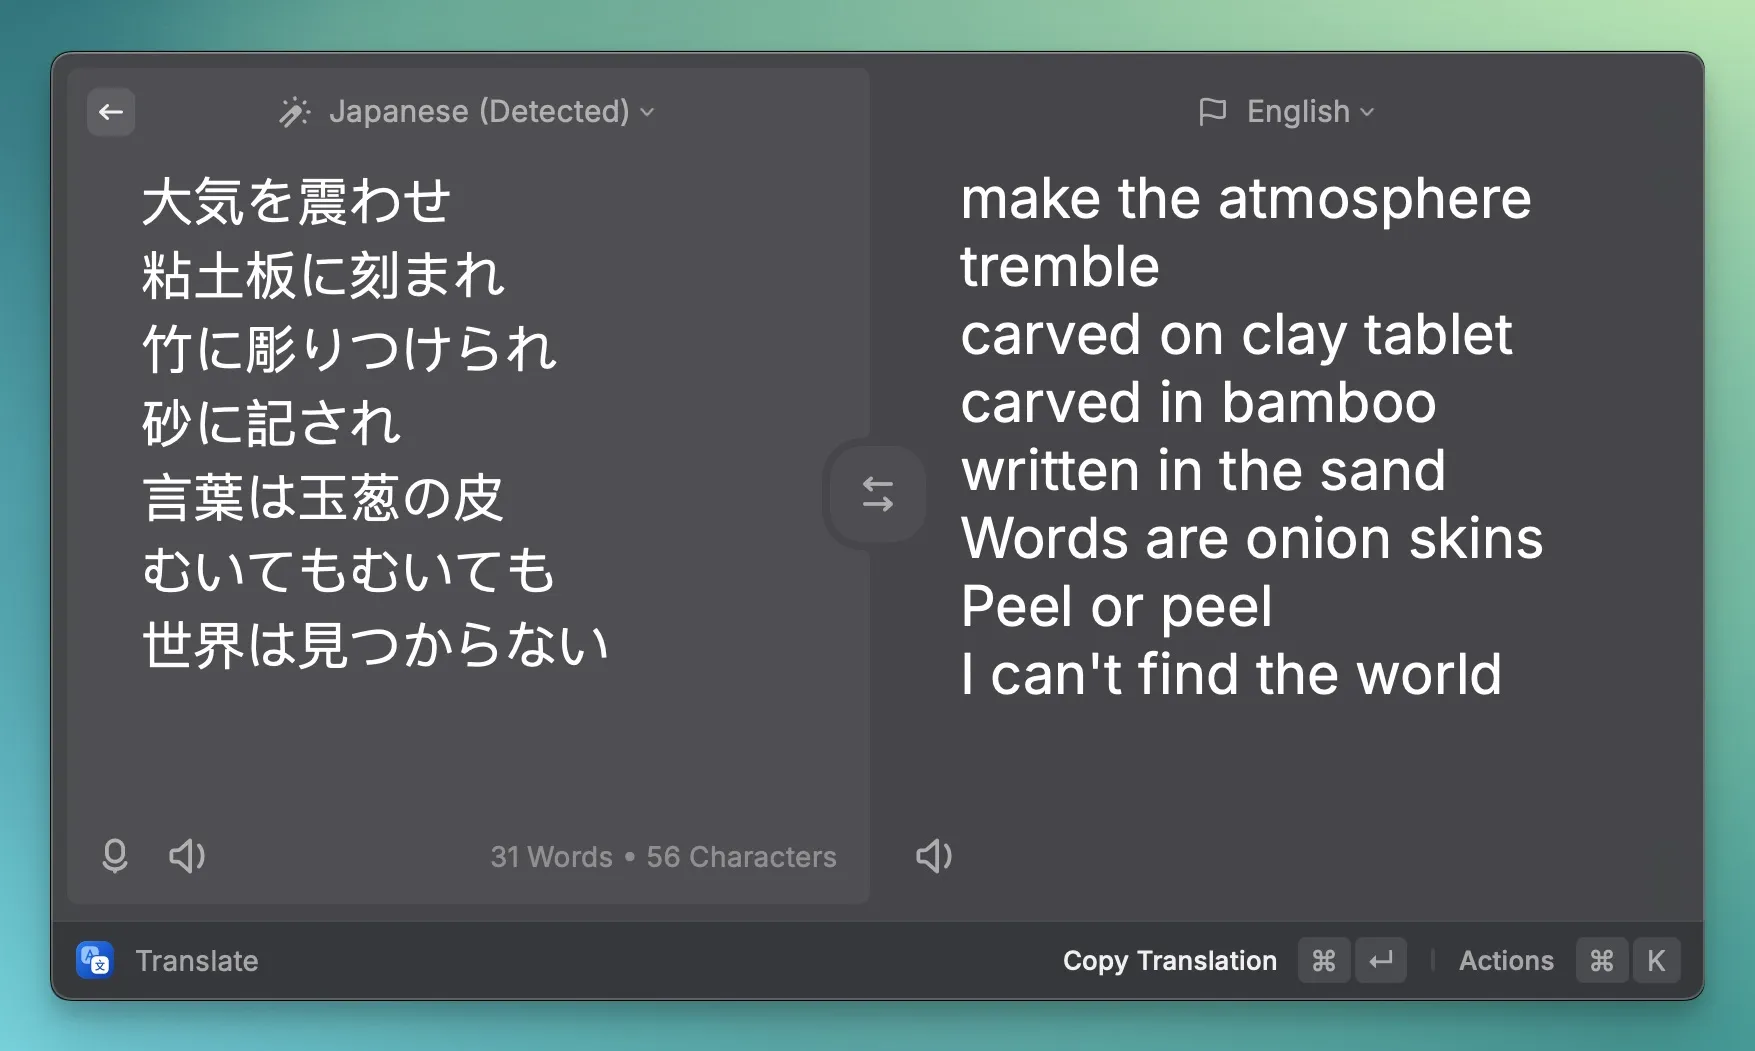 Japanese (Detected)
大気を震わせ
粘土板に刻まれ
竹に彫りつけられ
砂に記され
言葉は玉葱の皮
むいてもむいても
世界は見つからない
31 Words • 56 Characters
English
make the atmosphere
tremble
carved on clay tablet
carved in bamboo
written in the sand
Words are onion skins
Peel or peel
I can't find the world
Translate
Copy Translation ⌘ ↵ Actions ⌘ K